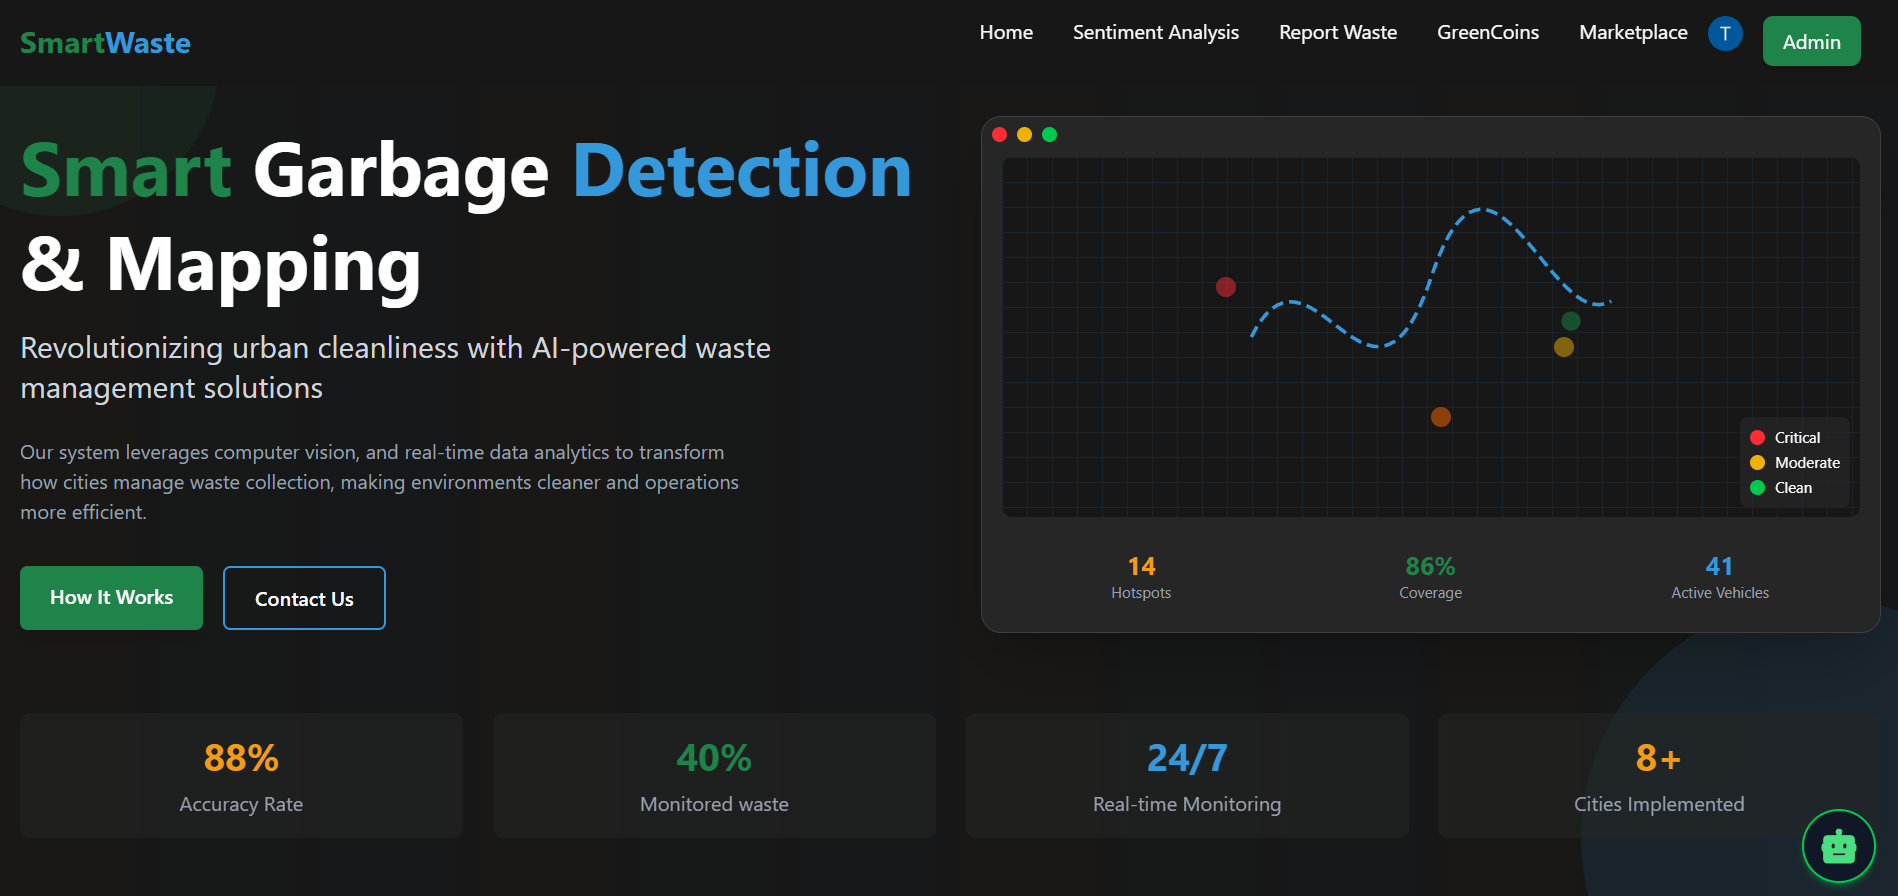 SmartWaste
Home
Sentiment Analysis
Report Waste
GreenCoins
Marketplace
T
Admin
Smart Garbage Detection
& Mapping
Revolutionizing urban cleanliness with AI-powered waste
management solutions
Our system leverages computer vision, and real-time data analytics to transform
how cities manage waste collection, making environments cleaner and operations
more efficient.
How It Works
Contact Us
Critical
Moderate
Clean
14
Hotspots
86%
Coverage
41
Active Vehicles
88%
Accuracy Rate
40%
Monitored waste
24/7
Real-time Monitoring
8+
Cities Implemented